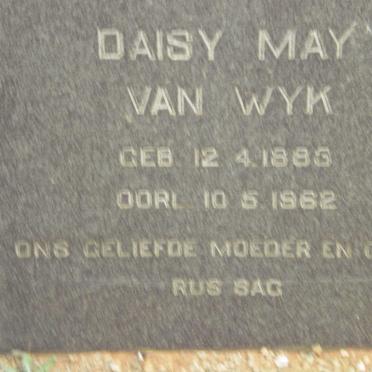 DAISY MAY
VAN WYK
GEB. 12.4.1885
OORL. 10.5.1962
ONS GELIEFDE MOEDER EN
RUS SAG